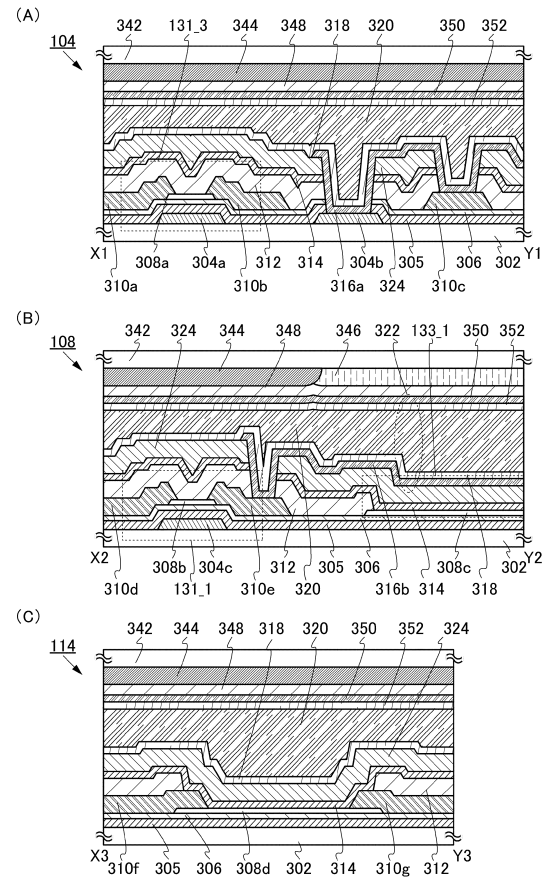 (A)
131_3 318 320
342 344 348 350 352
104
X1 Y1
308a 304a 312 314 304b 305 306 302
310a 310b 316a 324 310c
(B)
324 322 133_1
342 344 348 346 350 352
108
X2 Y2
308b 304c 312 305 306 308c 302
310d 131_1 310e 320 316b 314 318
(C)
342 344 348 318 320 350 352 324
114
X3 Y3
310f 305 306 308d 302 314 310g 312